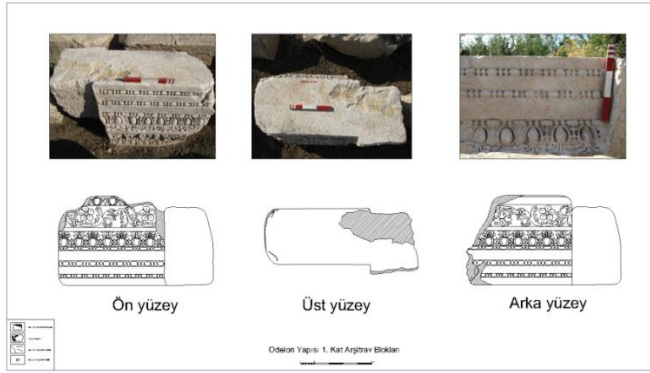 Ön yüzey
Üst yüzey
Arka yüzey
Odeion Yapısı 1. Kat Arşitrav Blokları